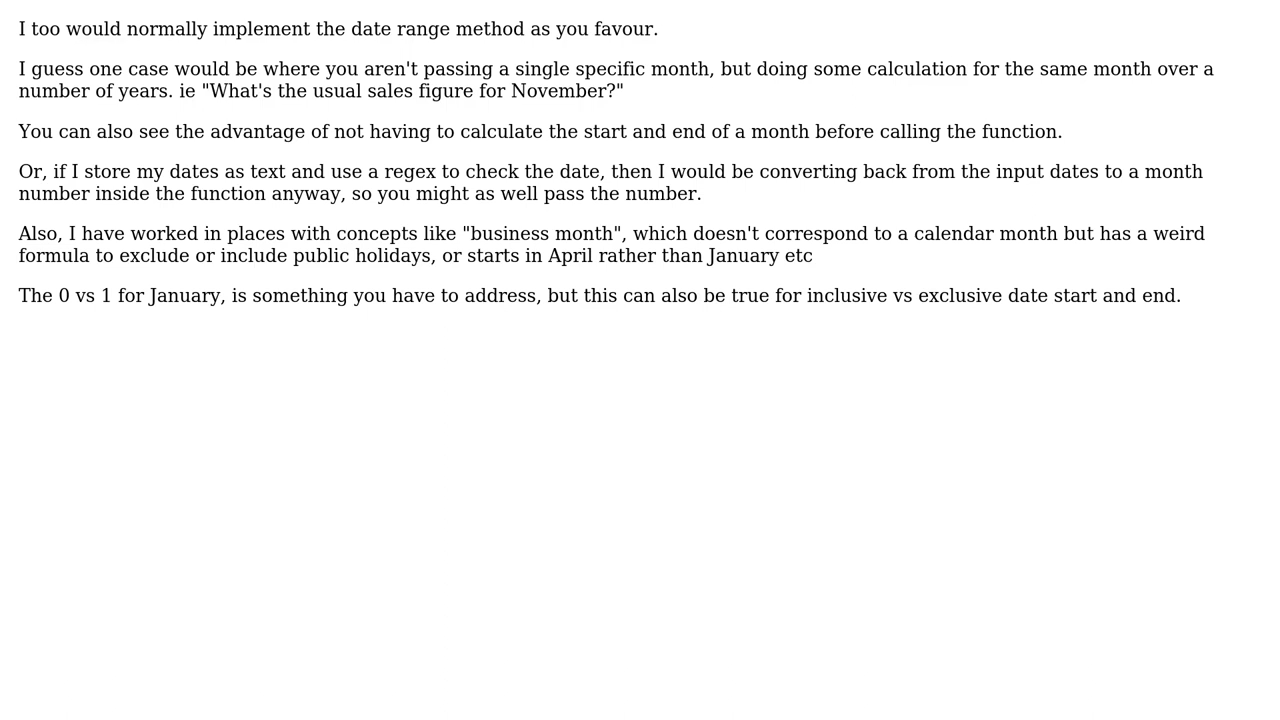 I too would normally implement the date range method as you favour.
I guess one case would be where you aren't passing a single specific month, but doing some calculation for the same month over a
number of years. ie "What's the usual sales figure for November?"
You can also see the advantage of not having to calculate the start and end of a month before calling the function.
Or, if I store my dates as text and use a regex to check the date, then I would be converting back from the input dates to a month
number inside the function anyway, so you might as well pass the number.
Also, I have worked in places with concepts like "business month", which doesn't correspond to a calendar month but has a weird
formula to exclude or include public holidays, or starts in April rather than January etc
The 0 vs 1 for January, is something you have to address, but this can also be true for inclusive vs exclusive date start and end.